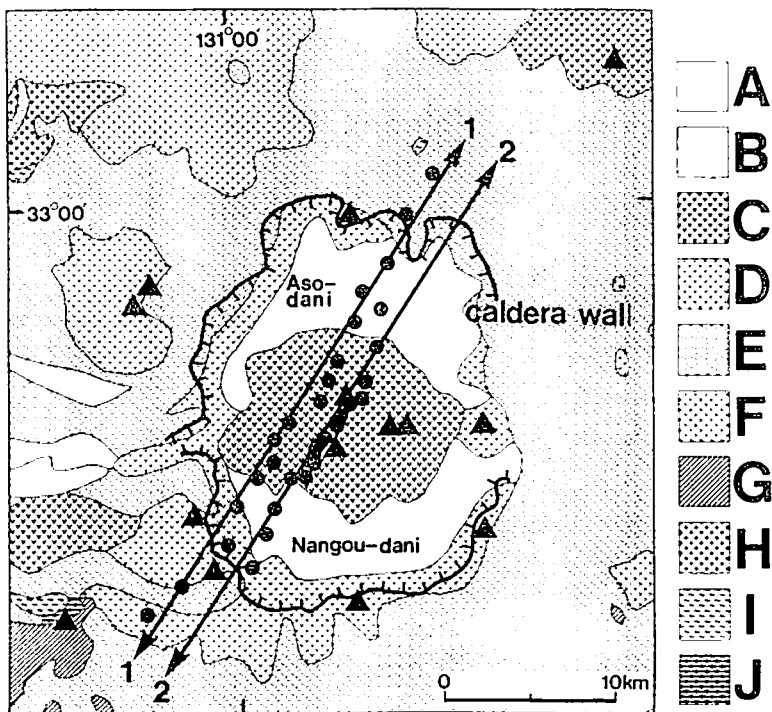 131°00'
A
B
1
C
2
33°00'
D
Aso-
dani
caldera wall
E
F
G
H
Nangou-dani
I
1
2
0 10km
J